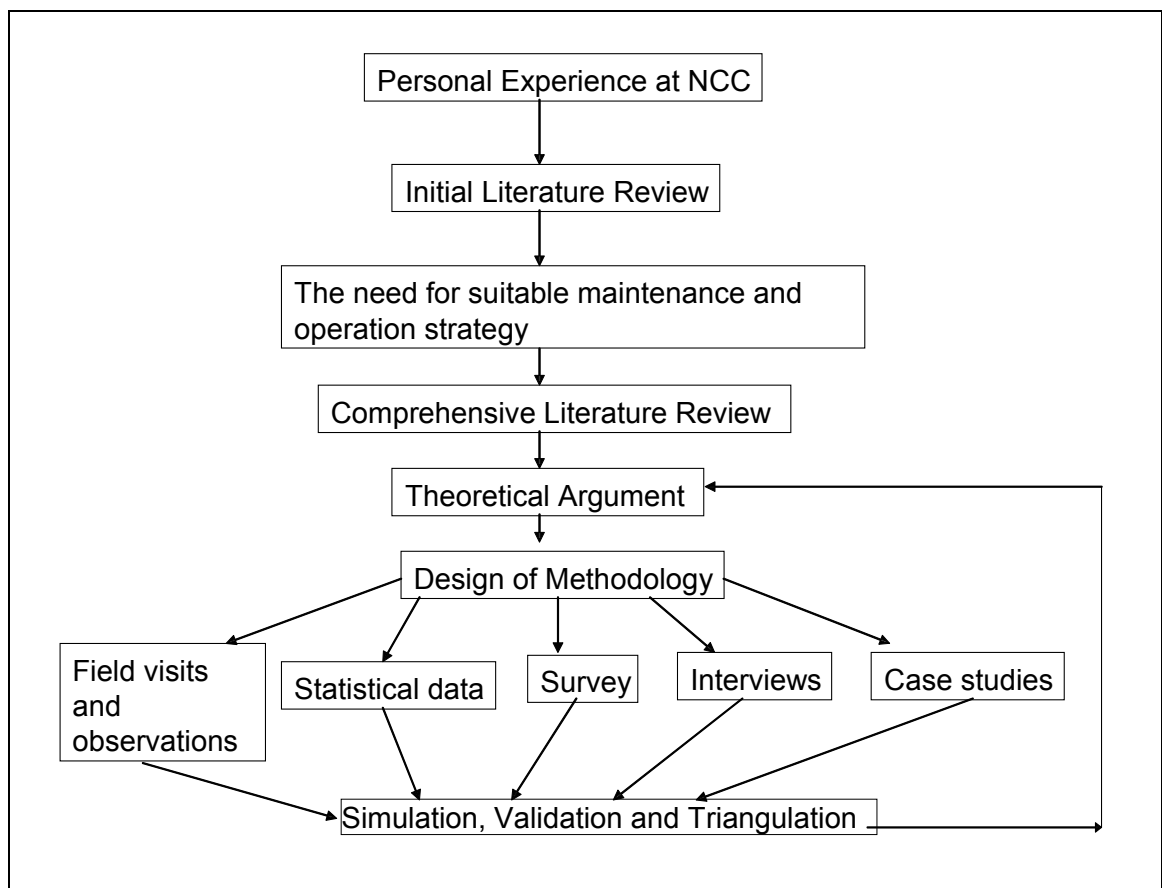 Personal Experience at NCC
Initial Literature Review
The need for suitable maintenance and
operation strategy
Comprehensive Literature Review
Theoretical Argument
Design of Methodology
Field visits
and
observations
Statistical data
Survey
Interviews
Case studies
Simulation, Validation and Triangulation